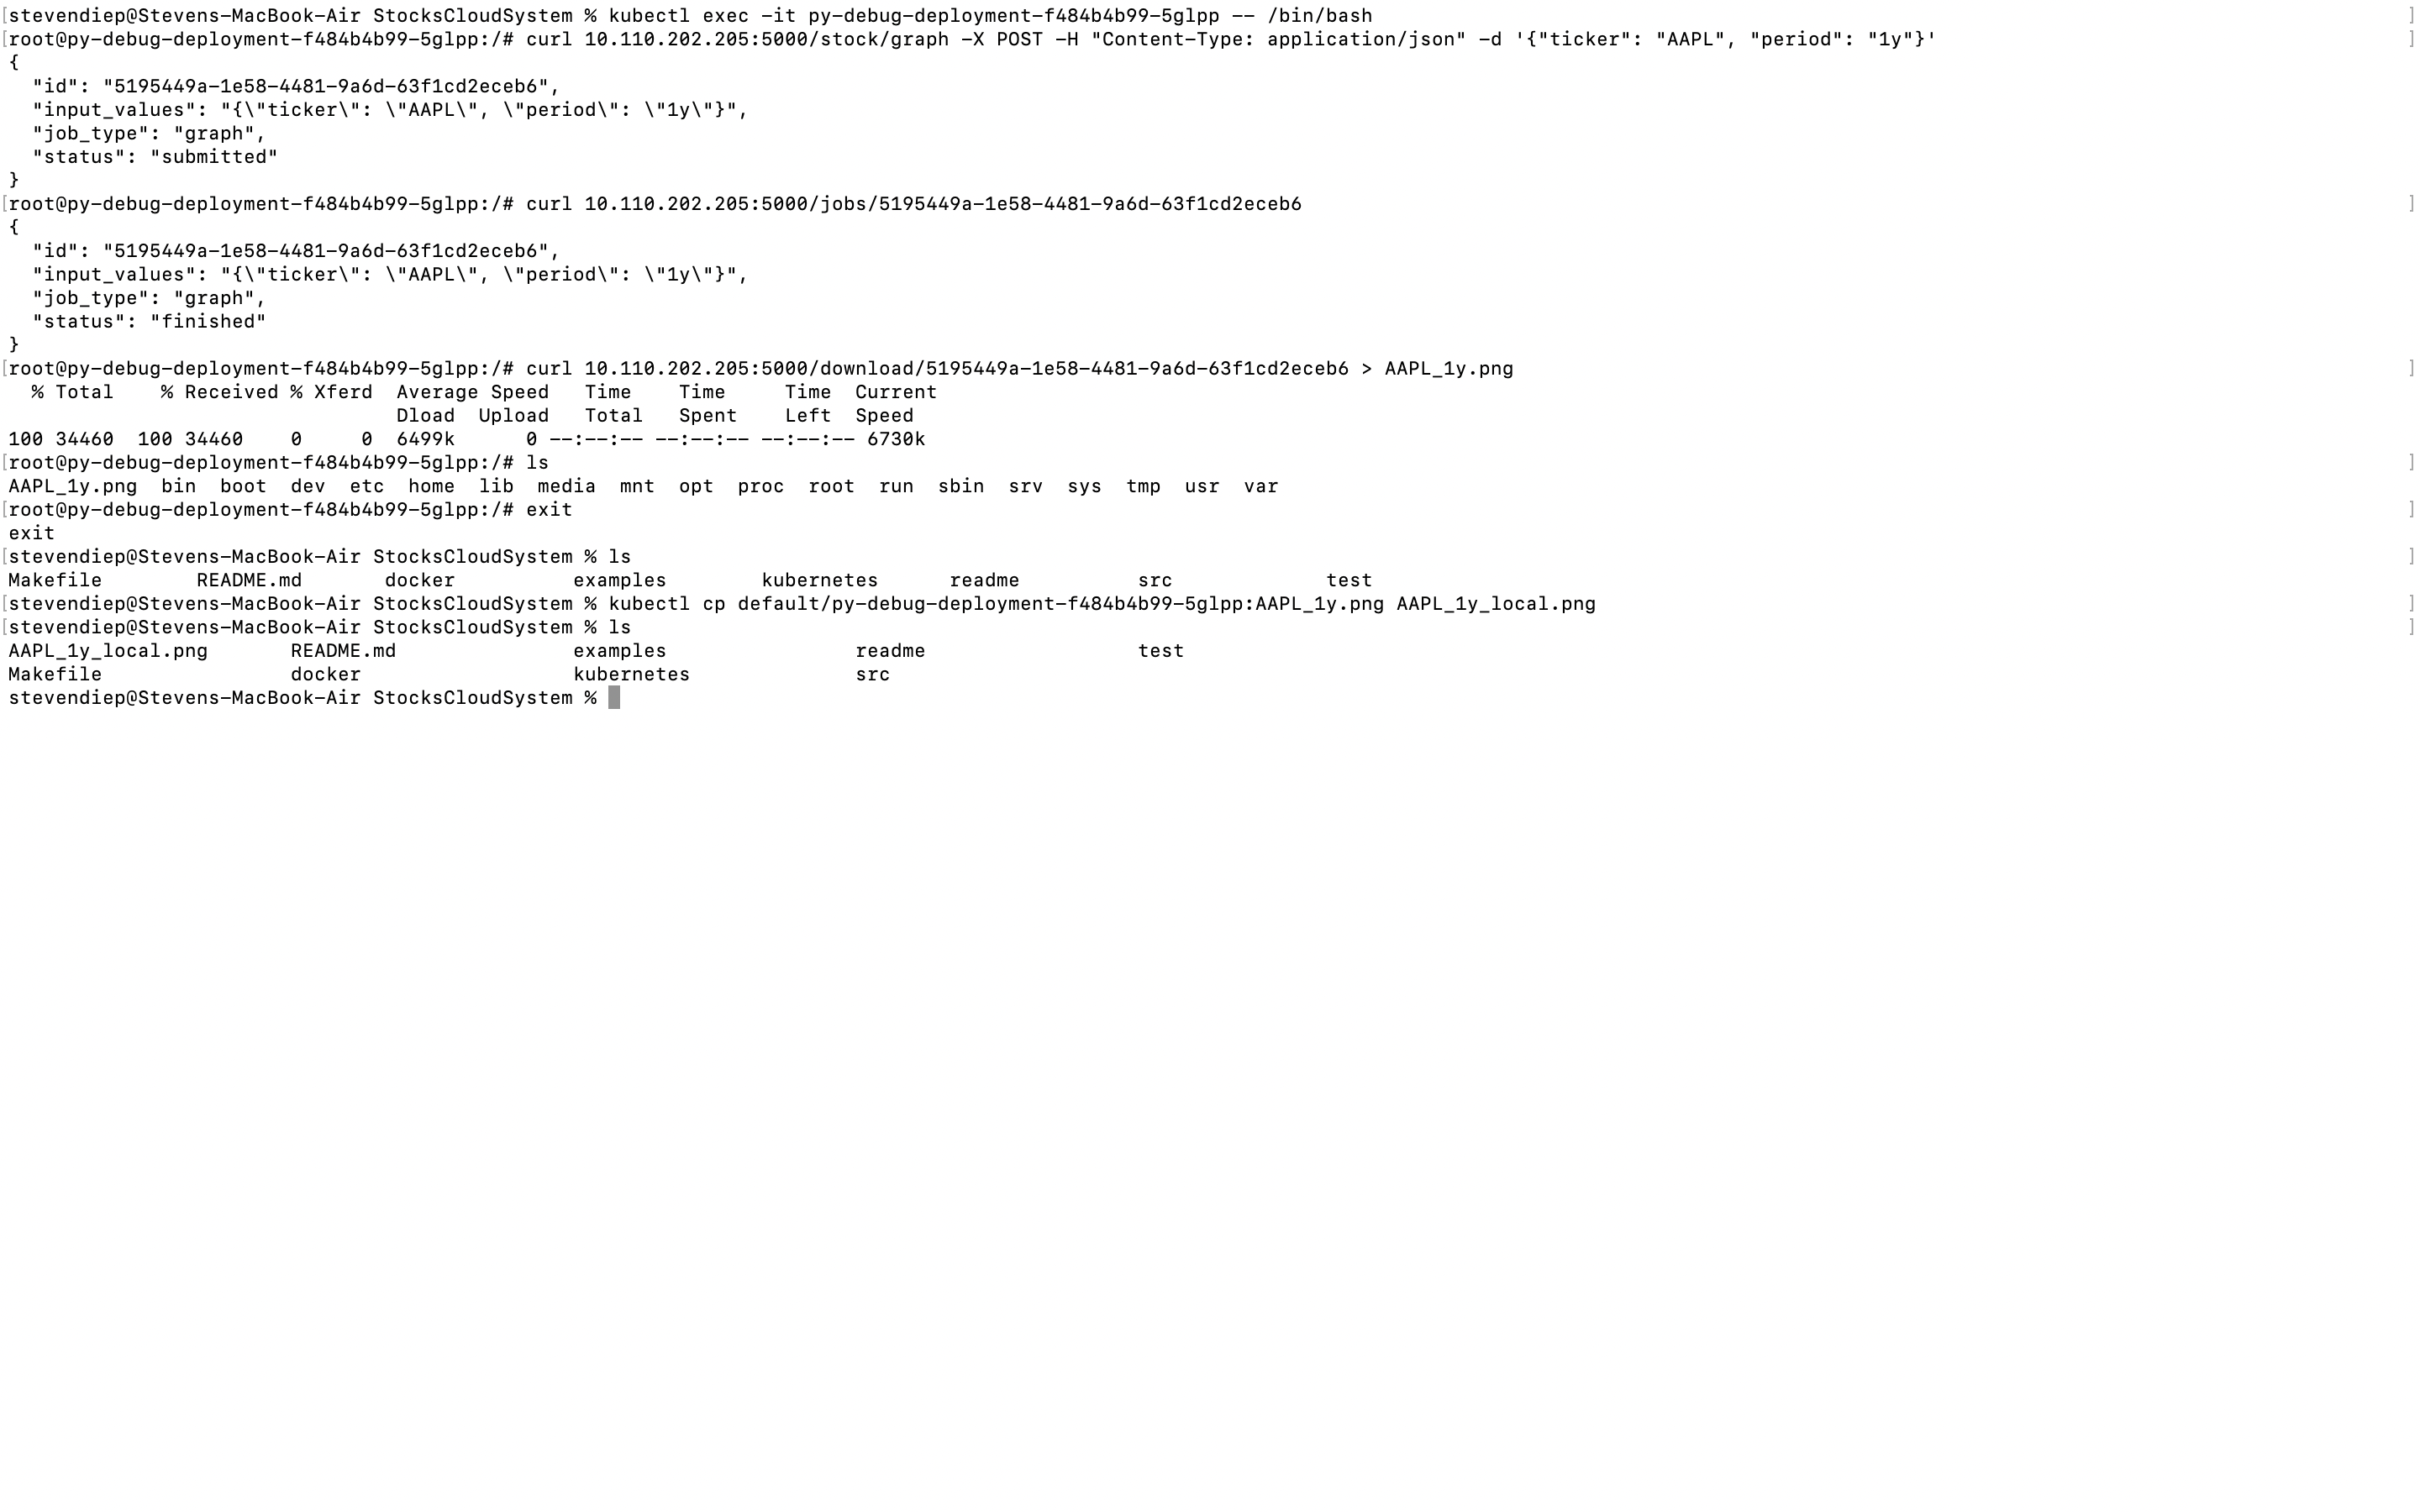 [stevendiep@Stevens-MacBook-Air StocksCloudSystem % kubectl exec -it py-debug-deployment-f484b4b99-5glpp -- /bin/bash ]
[root@py-debug-deployment-f484b4b99-5glpp:/# curl 10.110.202.205:5000/stock/graph -X POST -H "Content-Type: application/json" -d '{"ticker": "AAPL", "period": "1y"}' ]
{
  "id": "5195449a-1e58-4481-9a6d-63f1cd2eceb6",
  "input_values": "{\"ticker\": \"AAPL\", \"period\": \"1y\"}",
  "job_type": "graph",
  "status": "submitted"
}
[root@py-debug-deployment-f484b4b99-5glpp:/# curl 10.110.202.205:5000/jobs/5195449a-1e58-4481-9a6d-63f1cd2eceb6 ]
{
  "id": "5195449a-1e58-4481-9a6d-63f1cd2eceb6",
  "input_values": "{\"ticker\": \"AAPL\", \"period\": \"1y\"}",
  "job_type": "graph",
  "status": "finished"
}
[root@py-debug-deployment-f484b4b99-5glpp:/# curl 10.110.202.205:5000/download/5195449a-1e58-4481-9a6d-63f1cd2eceb6 > AAPL_1y.png ]
  % Total    % Received % Xferd  Average Speed   Time    Time     Time  Current
                                 Dload  Upload   Total   Spent    Left  Speed
100 34460  100 34460    0     0  6499k      0 --:--:-- --:--:-- --:--:-- 6730k
[root@py-debug-deployment-f484b4b99-5glpp:/# ls ]
AAPL_1y.png  bin  boot  dev  etc  home  lib  media  mnt  opt  proc  root  run  sbin  srv  sys  tmp  usr  var
[root@py-debug-deployment-f484b4b99-5glpp:/# exit ]
exit
[stevendiep@Stevens-MacBook-Air StocksCloudSystem % ls ]
Makefile        README.md       docker          examples        kubernetes      readme          src             test
[stevendiep@Stevens-MacBook-Air StocksCloudSystem % kubectl cp default/py-debug-deployment-f484b4b99-5glpp:AAPL_1y.png AAPL_1y_local.png ]
[stevendiep@Stevens-MacBook-Air StocksCloudSystem % ls ]
AAPL_1y_local.png       README.md               examples                readme                  test
Makefile                docker                  kubernetes              src
stevendiep@Stevens-MacBook-Air StocksCloudSystem %